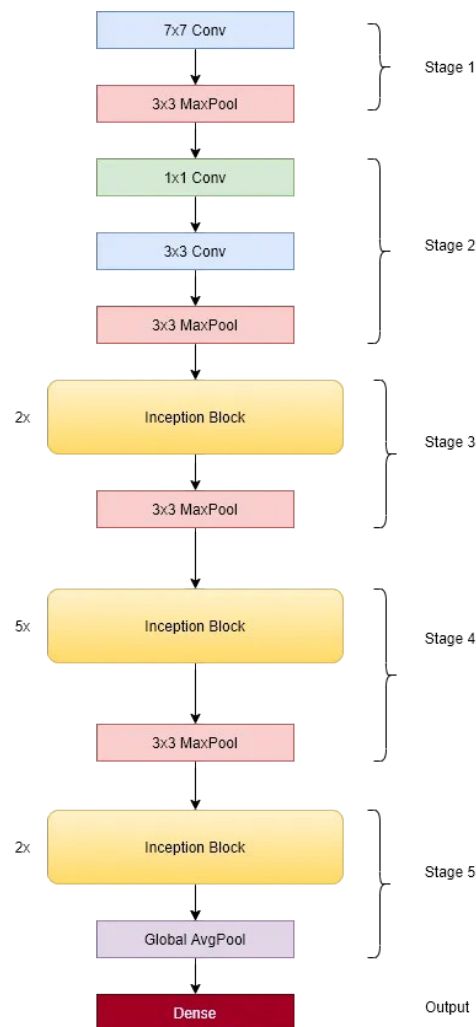 7x7 Conv
Stage 1
3x3 MaxPool
1x1 Conv
3x3 Conv
Stage 2
3x3 MaxPool
2x
Inception Block
Stage 3
3x3 MaxPool
5x
Inception Block
Stage 4
3x3 MaxPool
2x
Inception Block
Stage 5
Global AvgPool
Dense
Output